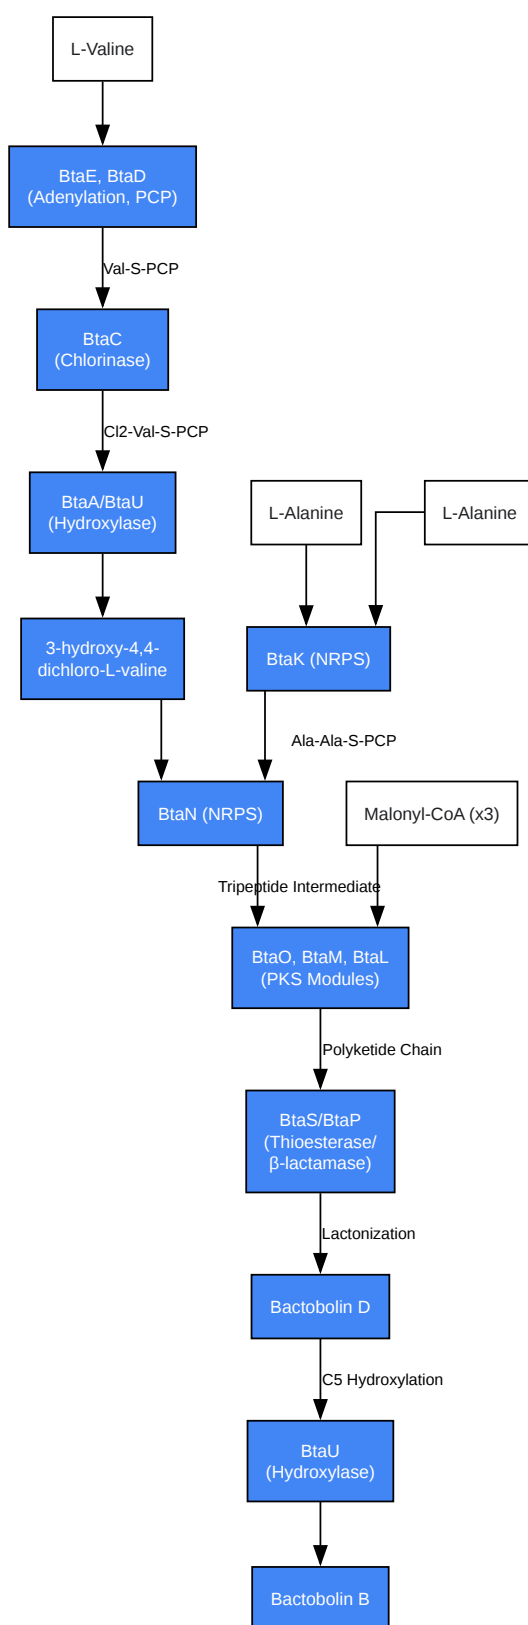 L-Valine
BtaE, BtaD
(Adenylation, PCP)
Val-S-PCP
BtaC
(Chlorinase)
Cl2-Val-S-PCP
BtaA/BtaU
(Hydroxylase)
L-Alanine
L-Alanine
3-hydroxy-4,4-
dichloro-L-valine
BtaK (NRPS)
Ala-Ala-S-PCP
BtaN (NRPS)
Malonyl-CoA (x3)
Tripeptide Intermediate
BtaO, BtaM, BtaL
(PKS Modules)
Polyketide Chain
BtaS/BtaP
(Thioesterase/
β-lactamase)
Lactonization
Bactobolin D
C5 Hydroxylation
BtaU
(Hydroxylase)
Bactobolin B